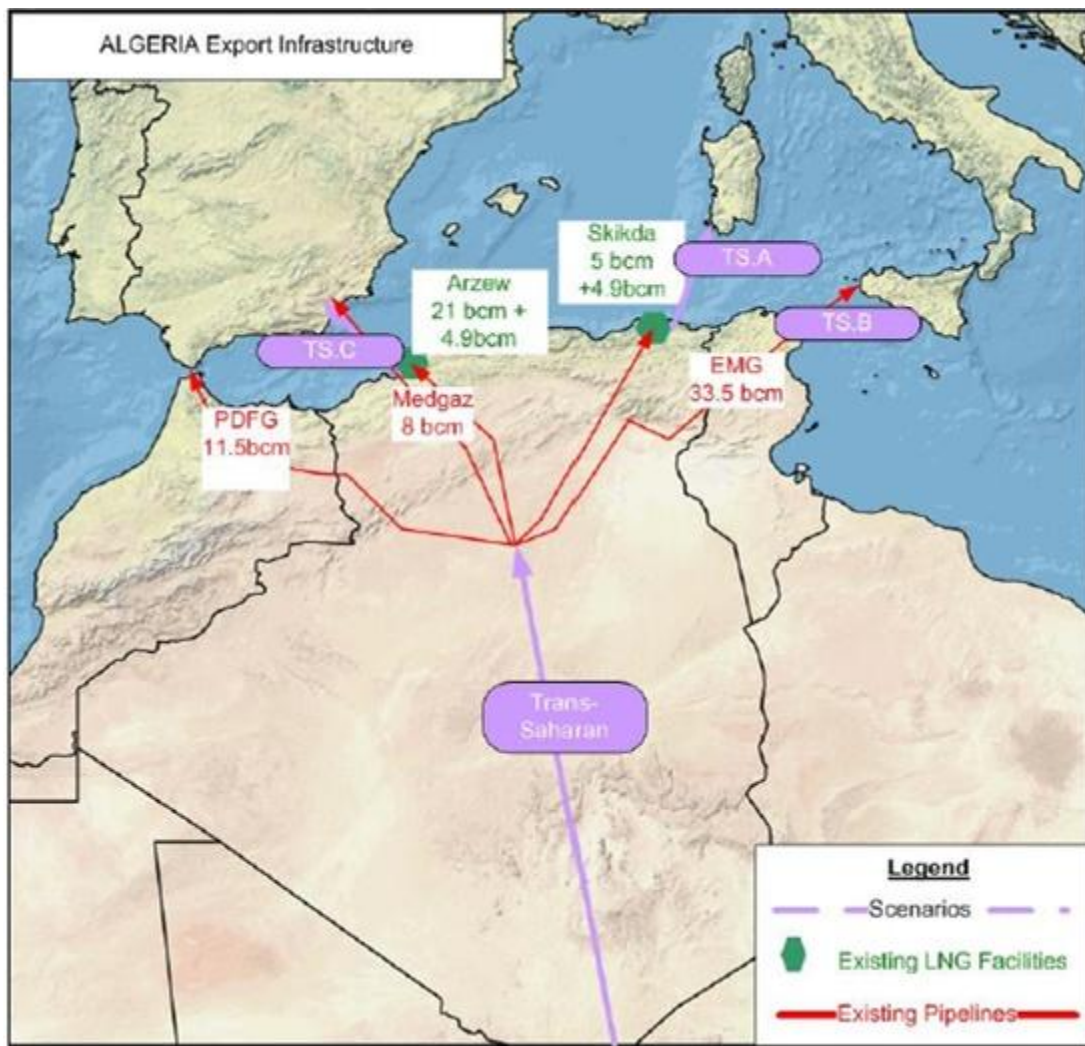 ALGERIA Export Infrastructure
Skikda
5 bcm
+4.9bcm
TS.A
Arzew
21 bcm +
4.9bcm
TS.B
TS.C
EMG
33.5 bcm
Medgaz
8 bcm
PDFG
11.5bcm
Trans-
Saharan
Legend
Scenarios
Existing LNG Facilities
Existing Pipelines